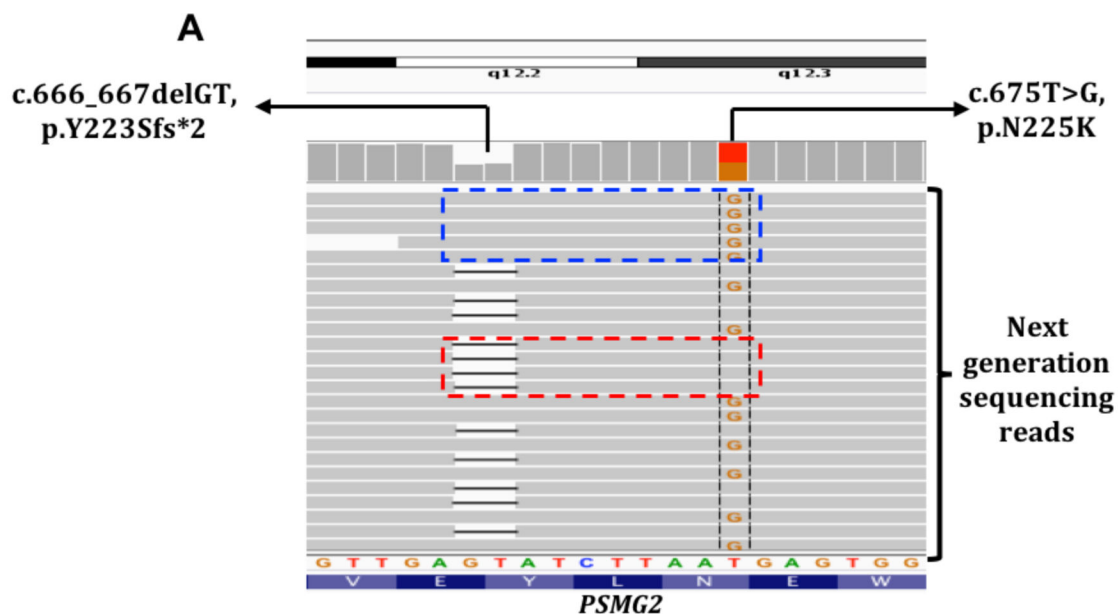 A
q12.2 q12.3
c.666_667delGT,
p.Y223Sfs*2
c.675T>G,
p.N225K
G
G
G
G
G
G
G
G
G
G
G
G
G
Next
generation
sequencing
reads
G T T G A G T A T C T T A A T G A G T G G
V E Y L N E W
PSMG2